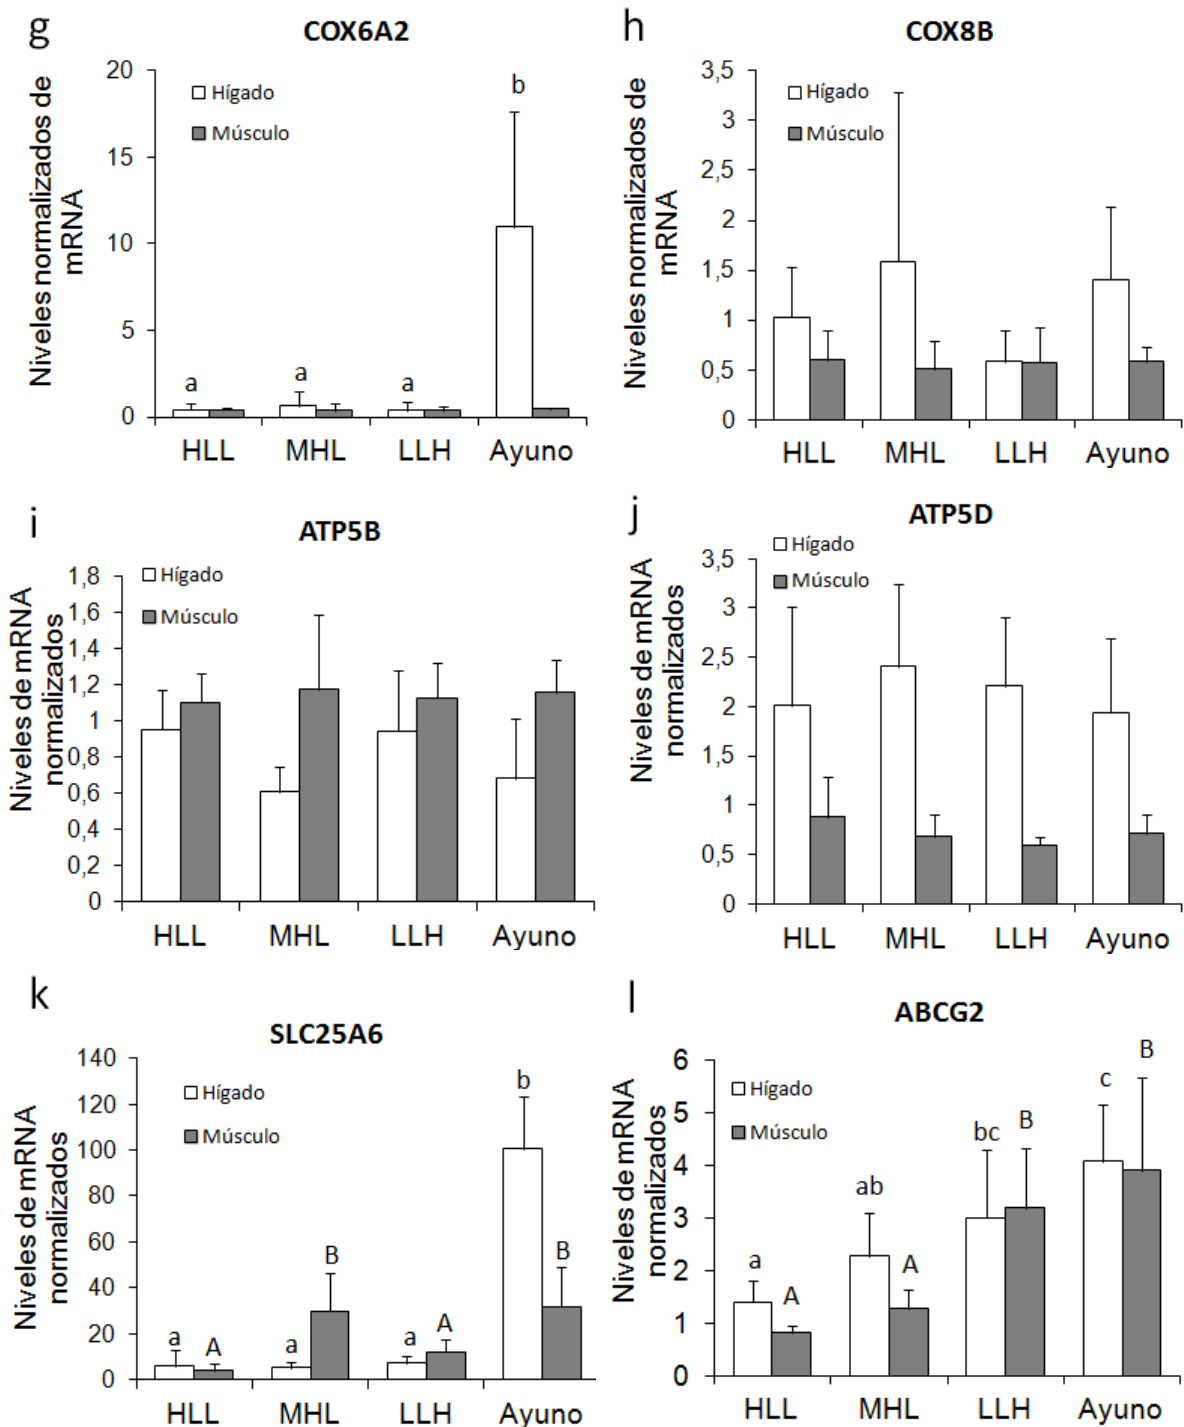 g
COX6A2
Niveles normalizados de
mRNA
20
15
10
5
0
Hígado
Músculo
a
a
a
b
HLL MHL LLH Ayuno
h
COX8B
Niveles normalizados de
mRNA
3,5
3
2,5
2
1,5
1
0,5
0
Hígado
Músculo
HLL MHL LLH Ayuno
i
ATP5B
Niveles de mRNA
normalizados
1,8
1,6
1,4
1,2
1
0,8
0,6
0,4
0,2
0
Hígado
Músculo
HLL MHL LLH Ayuno
j
ATP5D
Niveles de mRNA
normalizados
3,5
3
2,5
2
1,5
1
0,5
0
Hígado
Músculo
HLL MHL LLH Ayuno
k
SLC25A6
Niveles de mRNA
normalizados
140
120
100
80
60
40
20
0
Hígado
Músculo
a A
a B
a A
b B
HLL MHL LLH Ayuno
l
ABCG2
Niveles de mRNA
normalizados
6
5
4
3
2
1
0
Hígado
Músculo
a A
ab A
bc B
c B
HLL MHL LLH Ayuno